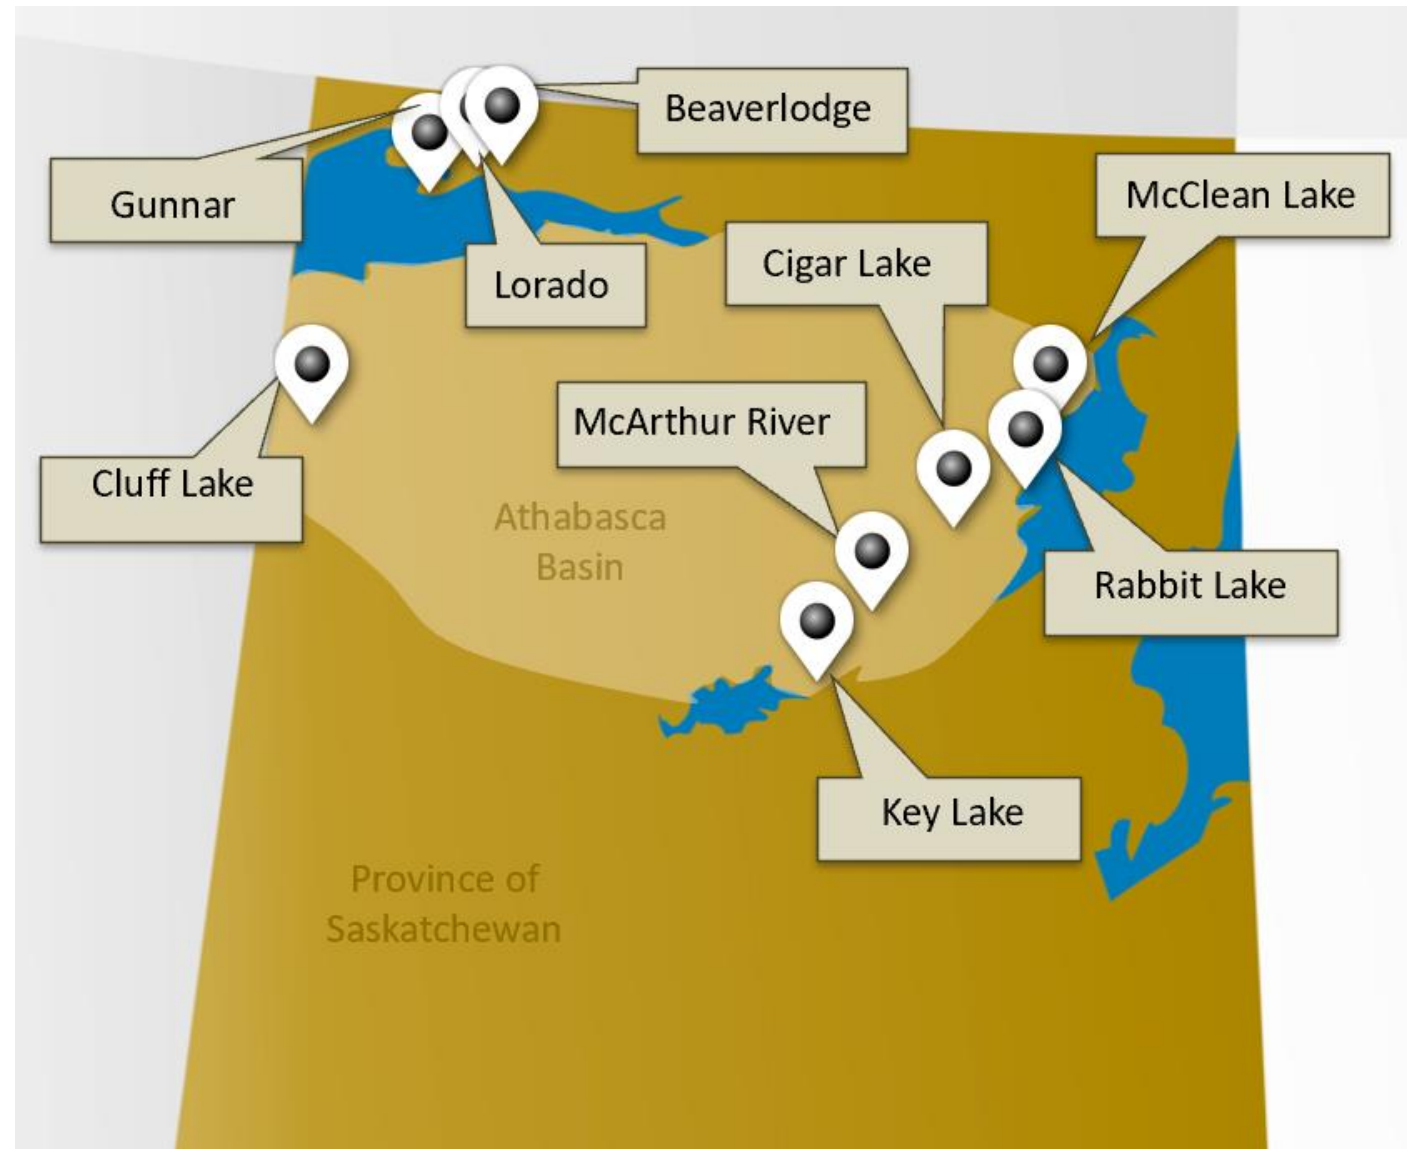 Beaverlodge
Gunnar
McClean Lake
Cigar Lake
Lorado
McArthur River
Cluff Lake
Athabasca
Basin
Rabbit Lake
Key Lake
Province of
Saskatchewan